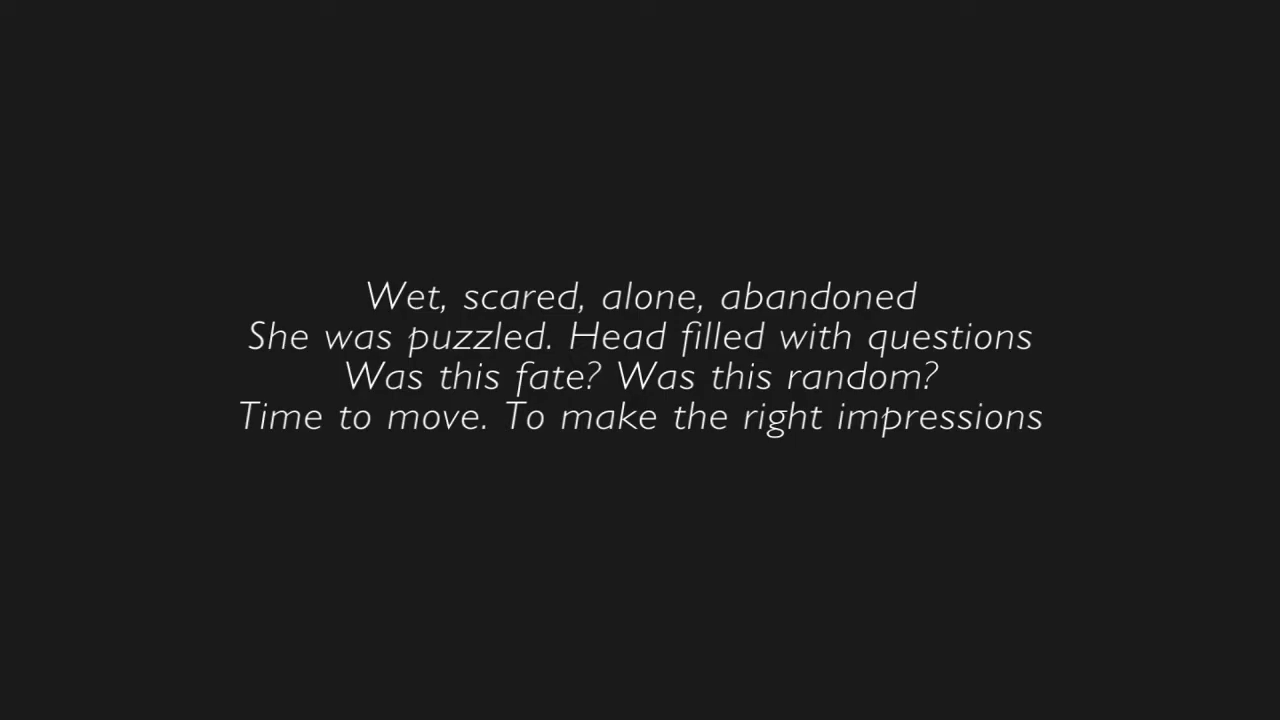 Wet, scared, alone, abandoned
She was puzzled. Head filled with questions
Was this fate? Was this random?
Time to move. To make the right impressions